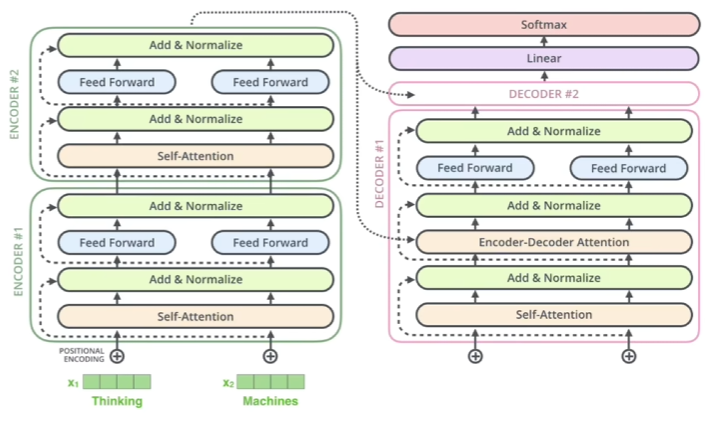 ENCODER #2
Add & Normalize
Feed Forward
Feed Forward
Add & Normalize
Self-Attention
ENCODER #1
Add & Normalize
Feed Forward
Feed Forward
Add & Normalize
Self-Attention
POSITIONAL
ENCODING
x₁
x₂
Thinking
Machines
Softmax
Linear
DECODER #2
DECODER #1
Add & Normalize
Feed Forward
Feed Forward
Add & Normalize
Encoder-Decoder Attention
Add & Normalize
Self-Attention